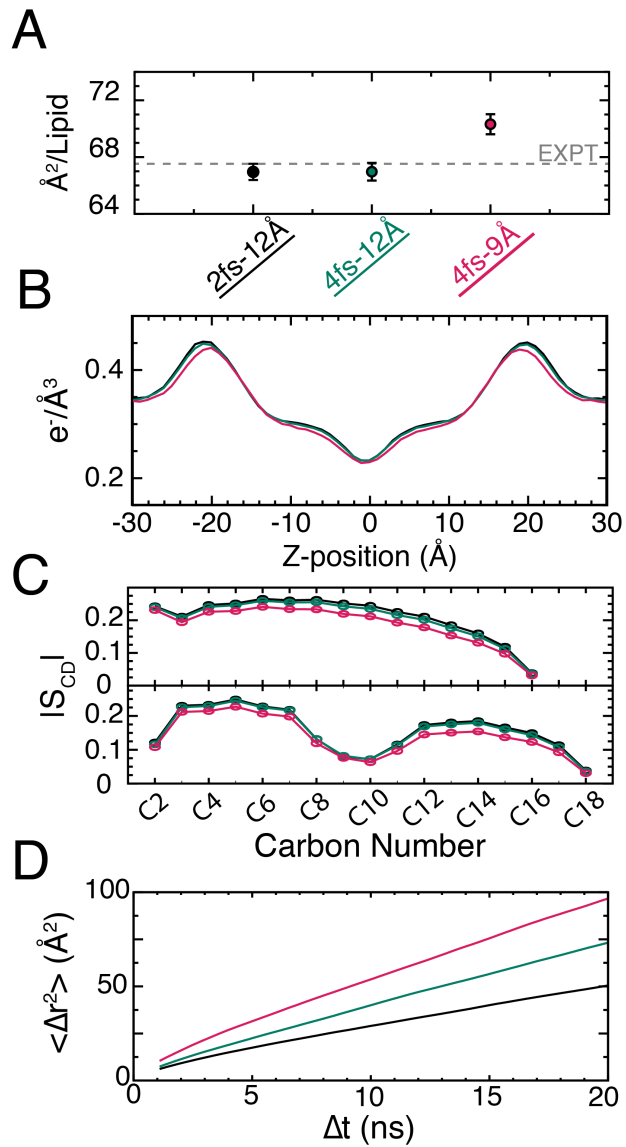 A
72
68
64
Å²/Lipid
EXPT
2fs-12Å
4fs-12Å
4fs-9Å
B
0.4
0.2
e⁻/Å³
-30
-20
-10
0
10
20
30
Z-position (Å)
C
0.2
0.1
0
0.2
0.1
0
|S_CD|
C2
C4
C6
C8
C10
C12
C14
C16
C18
Carbon Number
D
100
50
0
<Δr²> (Å²)
0
5
10
15
20
Δt (ns)